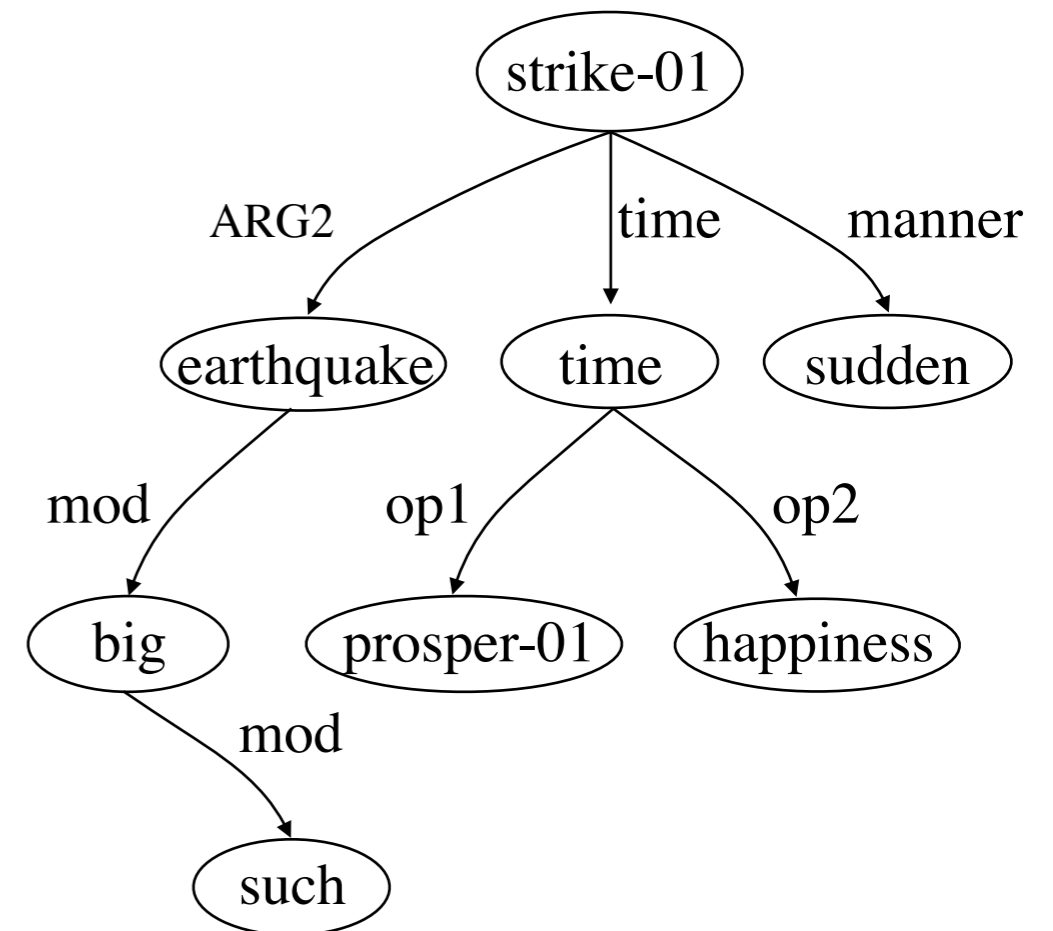 strike-01
ARG2 time manner
earthquake time sudden
mod op1 op2
big prosper-01 happiness
mod
such